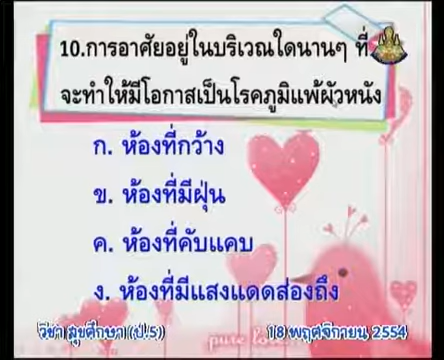 10.การอาศัยอยู่ในบริเวณใดนานๆ ที่
จะทำให้มีโอกาสเป็นโรคภูมิแพ้ผิวหนัง
ก. ห้องที่กว้าง
ข. ห้องที่มีฝุ่น
ค. ห้องที่คับแคบ
ง. ห้องที่มีแสงแดดส่องถึง
วิชา สุขศึกษา (ป.5)
18 พฤศจิกายน 2554
pure love